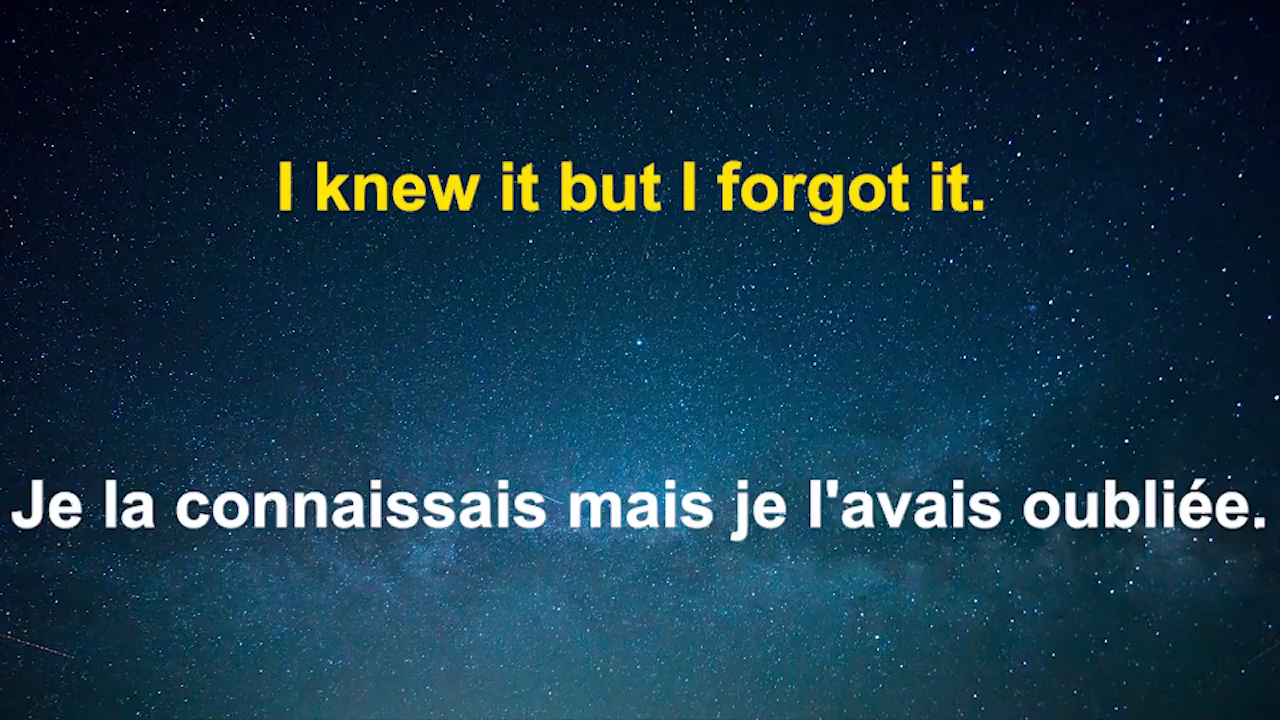 I knew it but I forgot it.
Je la connaissais mais je l'avais oubliée.